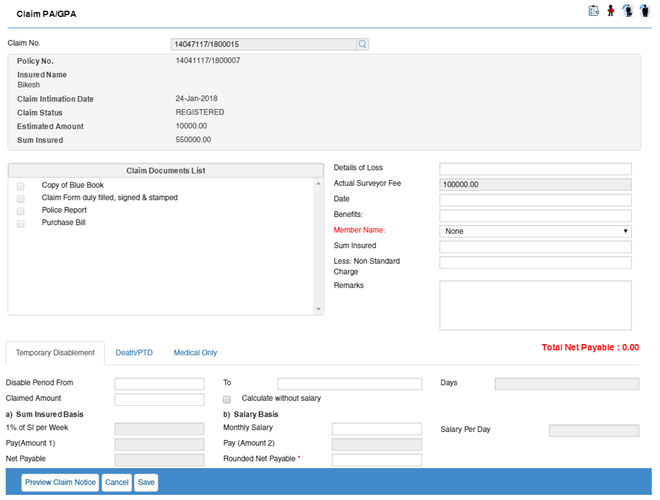 Claim PA/GPA
Claim No. 14047117/1800015
Policy No. 14041117/1800007
Insured Name
Bikesh
Claim Intimation Date 24-Jan-2018
Claim Status REGISTERED
Estimated Amount 10000.00
Sum Insured 550000.00
Claim Documents List
Copy of Blue Book
Claim Form duly filled, signed & stamped
Police Report
Purchase Bill
Details of Loss
Actual Surveyor Fee 100000.00
Date
Benefits:
Member Name: None
Sum Insured
Less: Non Standard
Charge
Remarks
Total Net Payable : 0.00
Temporary Disablement Death/PTD Medical Only
Disable Period From To Days
Claimed Amount Calculate without salary
a) Sum Insured Basis b) Salary Basis
1% of SI per Week Monthly Salary Salary Per Day
Pay(Amount 1) Pay (Amount 2)
Net Payable Rounded Net Payable *
Preview Claim Notice Cancel Save